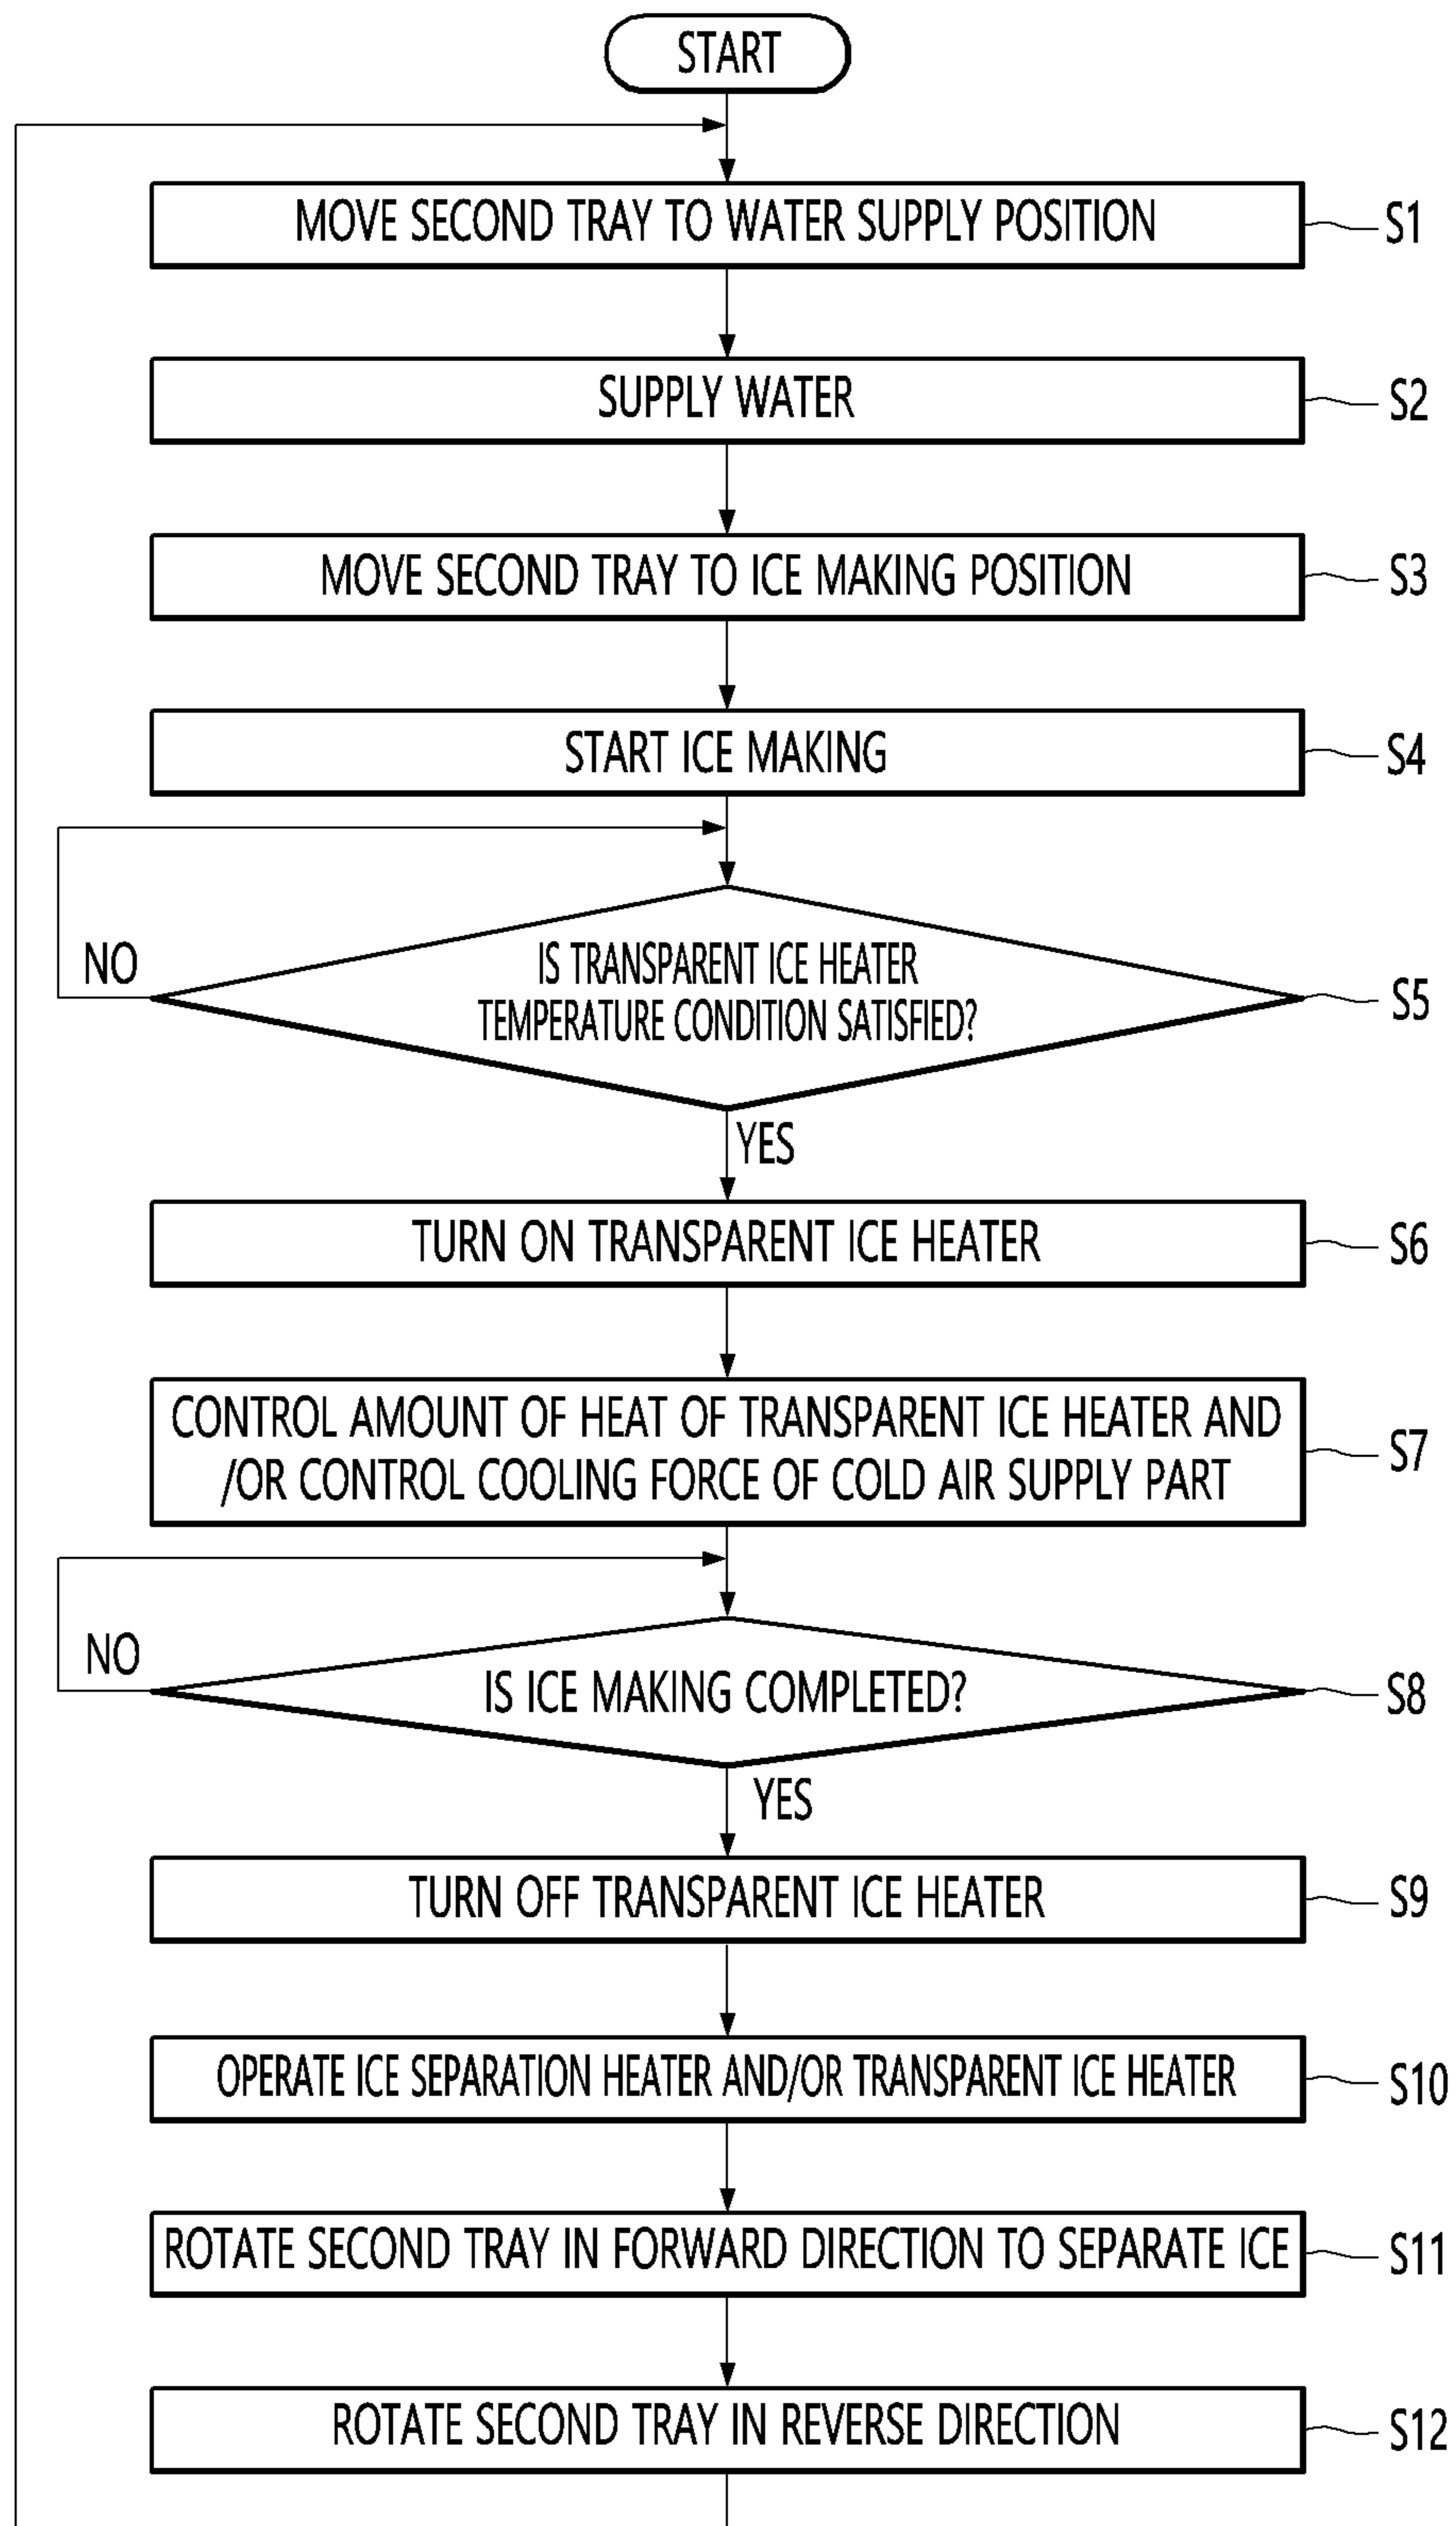 START
MOVE SECOND TRAY TO WATER SUPPLY POSITION
S1
SUPPLY WATER
S2
MOVE SECOND TRAY TO ICE MAKING POSITION
S3
START ICE MAKING
S4
NO
IS TRANSPARENT ICE HEATER
TEMPERATURE CONDITION SATISFIED?
S5
YES
TURN ON TRANSPARENT ICE HEATER
S6
CONTROL AMOUNT OF HEAT OF TRANSPARENT ICE HEATER AND
/OR CONTROL COOLING FORCE OF COLD AIR SUPPLY PART
S7
NO
IS ICE MAKING COMPLETED?
S8
YES
TURN OFF TRANSPARENT ICE HEATER
S9
OPERATE ICE SEPARATION HEATER AND/OR TRANSPARENT ICE HEATER
S10
ROTATE SECOND TRAY IN FORWARD DIRECTION TO SEPARATE ICE
S11
ROTATE SECOND TRAY IN REVERSE DIRECTION
S12